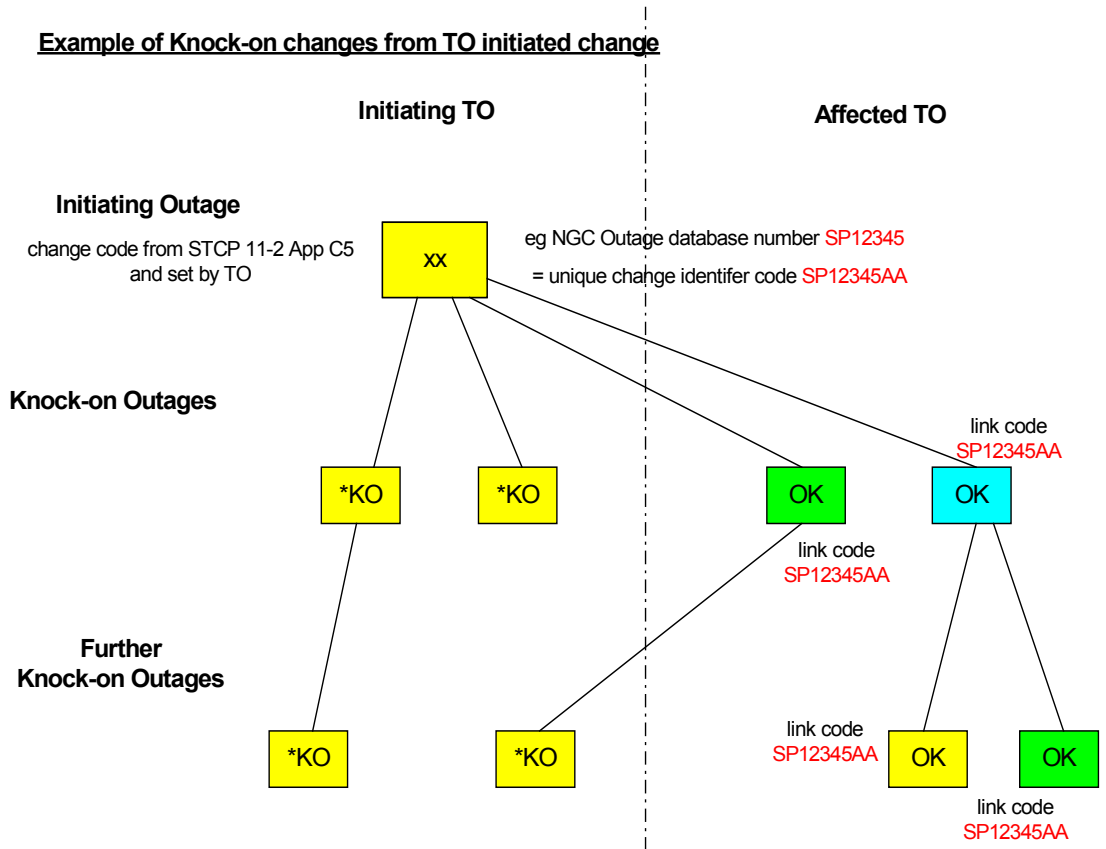 Example of Knock-on changes from TO initiated change
Initiating TO
Affected TO
Initiating Outage
change code from STCP 11-2 App C5
and set by TO
xx
eg NGC Outage database number SP12345
= unique change identifer code SP12345AA
Knock-on Outages
link code
SP12345AA
*KO
*KO
OK
OK
link code
SP12345AA
Further
Knock-on Outages
link code
SP12345AA
*KO
*KO
OK
OK
link code
SP12345AA